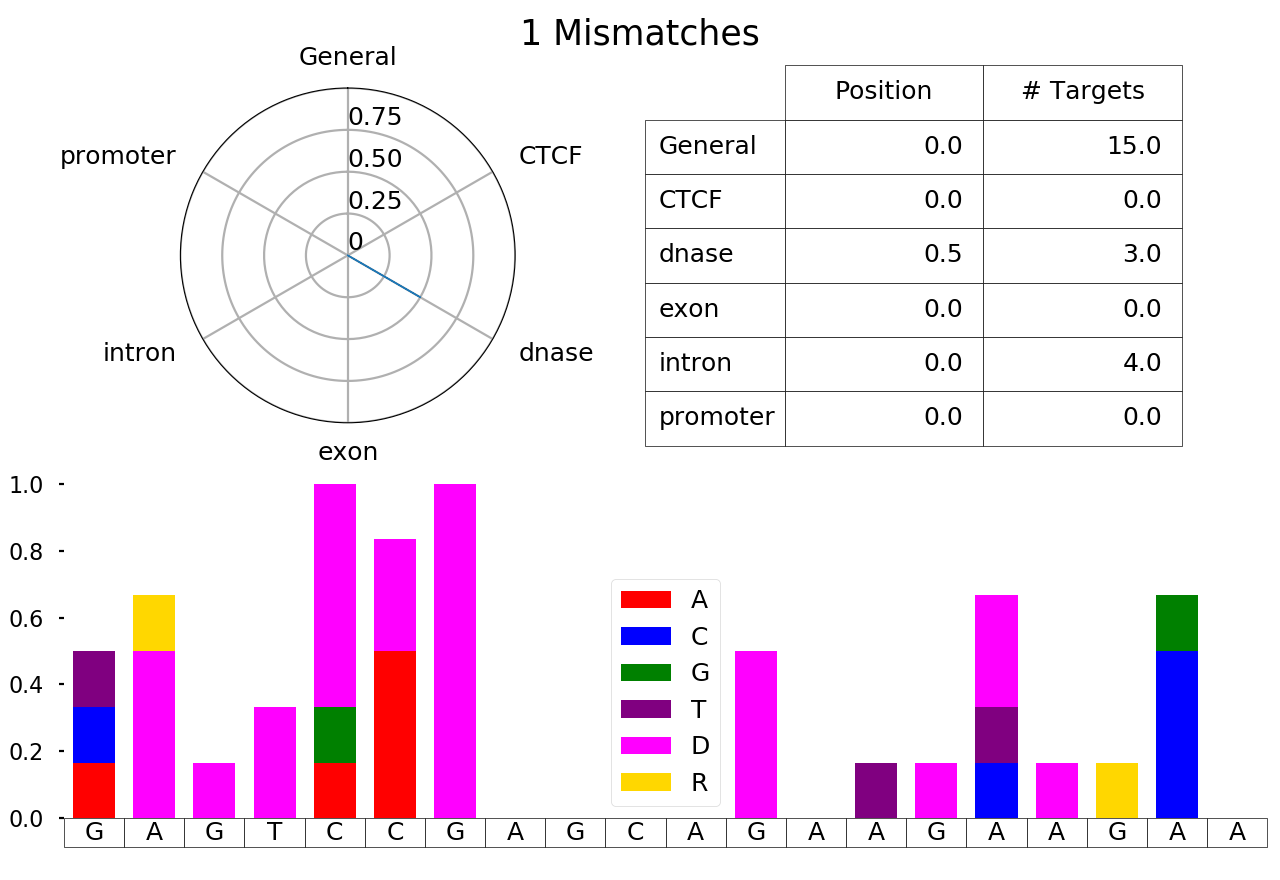 1 Mismatches
General
promoter
CTCF
0.75
0.50
0.25
0
intron
dnase
exon
Position # Targets
General 0.0 15.0
CTCF 0.0 0.0
dnase 0.5 3.0
exon 0.0 0.0
intron 0.0 4.0
promoter 0.0 0.0
1.0
0.8
0.6
0.4
0.2
0.0
A
C
G
T
D
R
G A G T C C G A G C A G A A G A A G A A